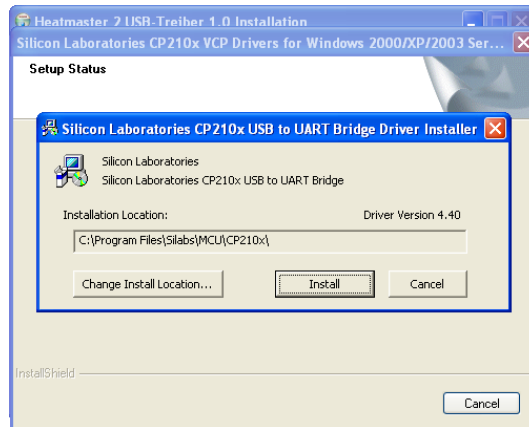 Heatmaster 2 USB-Treiber 1.0 Installation
Silicon Laboratories CP210x VCP Drivers for Windows 2000/XP/2003 Ser...
Setup Status
Silicon Laboratories CP210x USB to UART Bridge Driver Installer
Silicon Laboratories
Silicon Laboratories CP210x USB to UART Bridge
Installation Location:
Driver Version 4.40
C:\Program Files\Silabs\MCU\CP210x\
Change Install Location...
Install
Cancel
InstallShield
Cancel